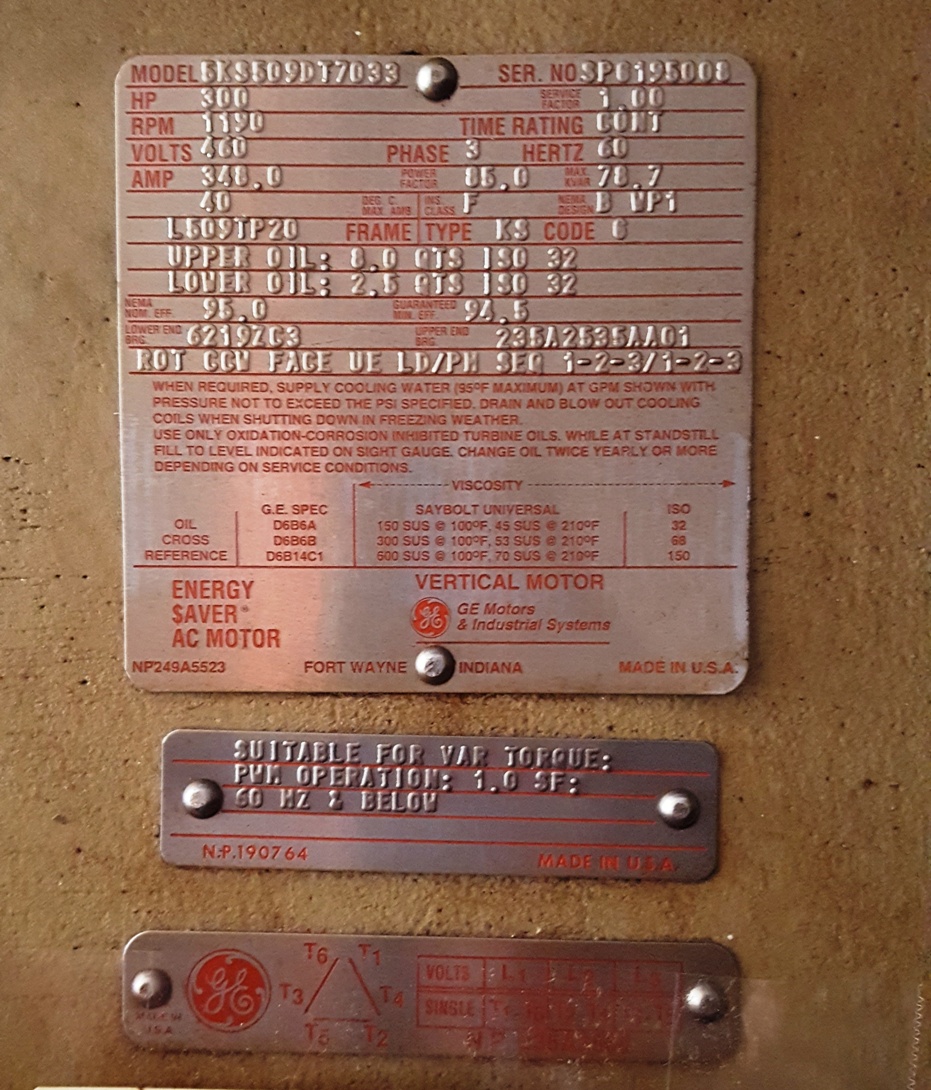 MODEL 5KS509DT7033 SER. NO SP6195008
HP 300 SERVICE FACTOR 1.00
RPM 1190 TIME RATING CONT
VOLTS 460 PHASE 3 HERTZ 60
AMP 348.0 POWER FACTOR 85.0 MAX. KVAR 78.7
40 DEG. C. MAX. AMB INS. CLASS F NEMA DESIGN B WP1
L509TP20 FRAME TYPE KS CODE G
UPPER OIL: 8.0 QTS ISO 32
LOWER OIL: 2.5 QTS ISO 32
NEMA NOM. EFF. 95.0 GUARANTEED MIN. EFF. 94.5
LOWER END BRG. 6219ZC3 UPPER END BRG. 235A2535AA01
ROT CCW FACE UE LD/PH SEQ 1-2-3/1-2-3
WHEN REQUIRED, SUPPLY COOLING WATER (95ºF MAXIMUM) AT GPM SHOWN WITH
PRESSURE NOT TO EXCEED THE PSI SPECIFIED. DRAIN AND BLOW OUT COOLING
COILS WHEN SHUTTING DOWN IN FREEZING WEATHER.
USE ONLY OXIDATION-CORROSION INHIBITED TURBINE OILS. WHILE AT STANDSTILL
FILL TO LEVEL INDICATED ON SIGHT GAUGE. CHANGE OIL TWICE YEARLY OR MORE
DEPENDING ON SERVICE CONDITIONS.
VISCOSITY
G.E. SPEC SAYBOLT UNIVERSAL ISO
OIL D6B6A 150 SUS @ 100ºF, 45 SUS @ 210ºF 32
CROSS D6B6B 300 SUS @ 100ºF, 53 SUS @ 210ºF 68
REFERENCE D6B14C1 600 SUS @ 100ºF, 70 SUS @ 210ºF 150
ENERGY
$AVER®
AC MOTOR
VERTICAL MOTOR
GE GE Motors
& Industrial Systems
NP249A5523 FORT WAYNE INDIANA MADE IN U.S.A.
SUITABLE FOR VAR TORQUE:
PWM OPERATION: 1.0 SF:
60 HZ & BELOW
N.P.190764 MADE IN U.S.A.
GE
T6 T1
T3 T4
T5 T2
MADE IN
U.S.A.
VOLTS L1
SINGLE